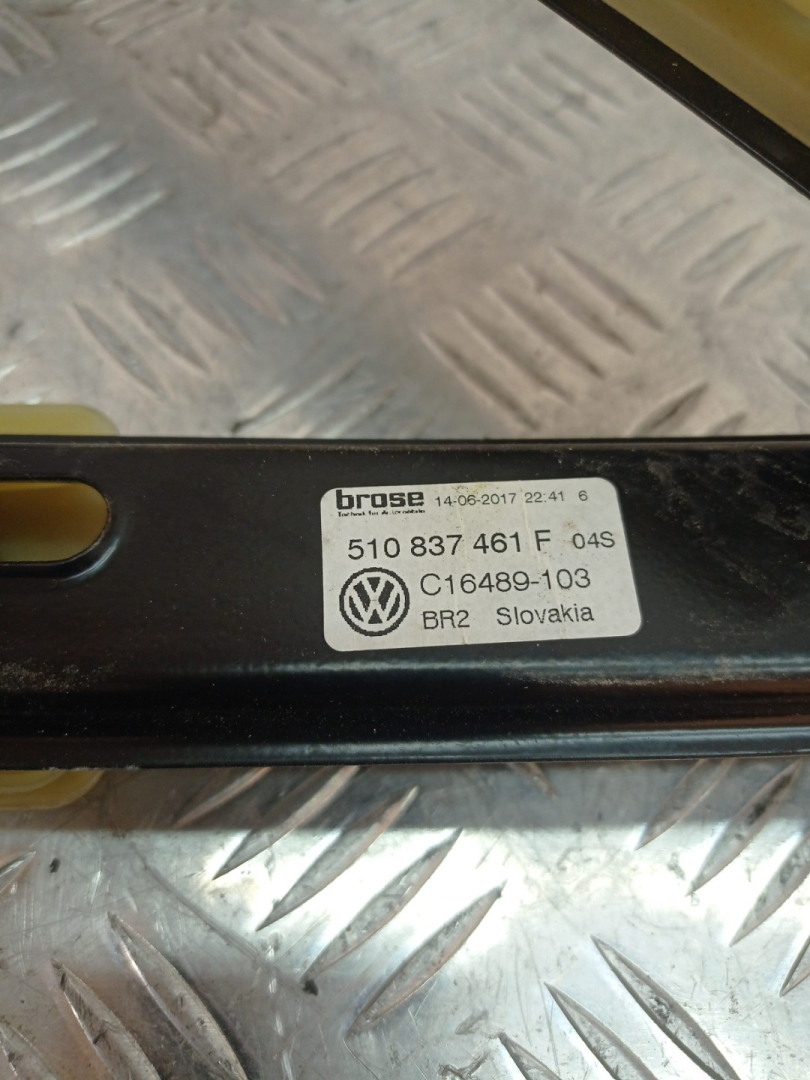 brose 14-06-2017 22:41 6
510 837 461 F 04S
C16489-103
BR2 Slovakia